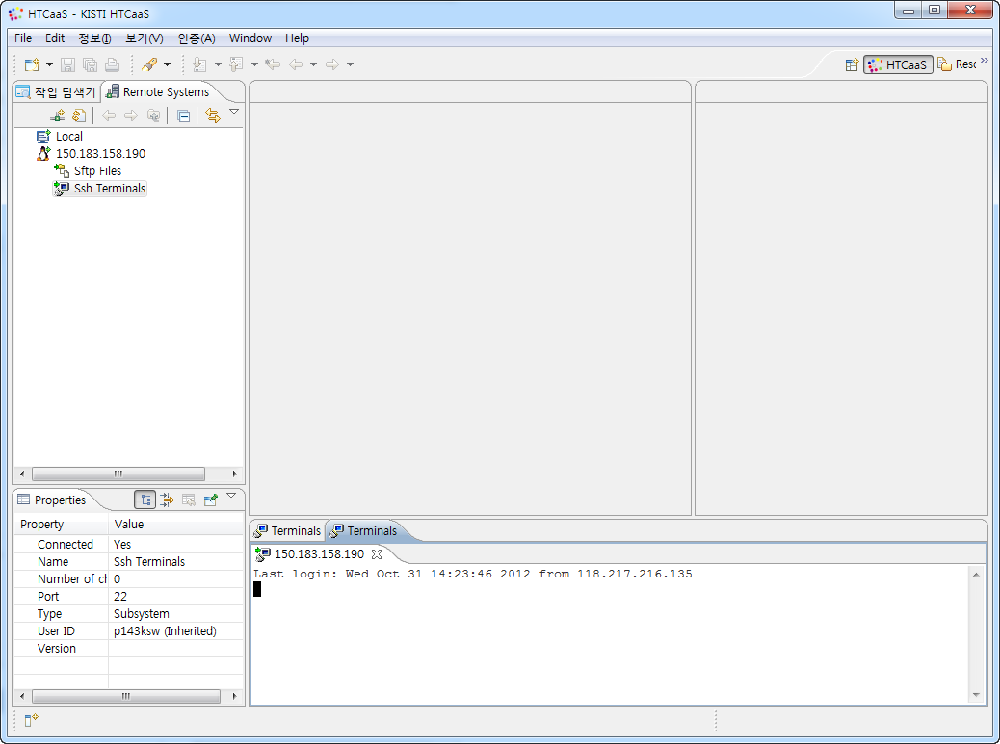 HTCaaS - KISTI HTCaaS
File Edit 정보(I) 보기(V) 인증(A) Window Help
HTCaaS Resc
작업 탐색기 Remote Systems
Local
150.183.158.190
Sftp Files
Ssh Terminals
Properties
Property Value
Connected Yes
Name Ssh Terminals
Number of ch 0
Port 22
Type Subsystem
User ID p143ksw (Inherited)
Version
Terminals Terminals
150.183.158.190
Last login: Wed Oct 31 14:23:46 2012 from 118.217.216.135